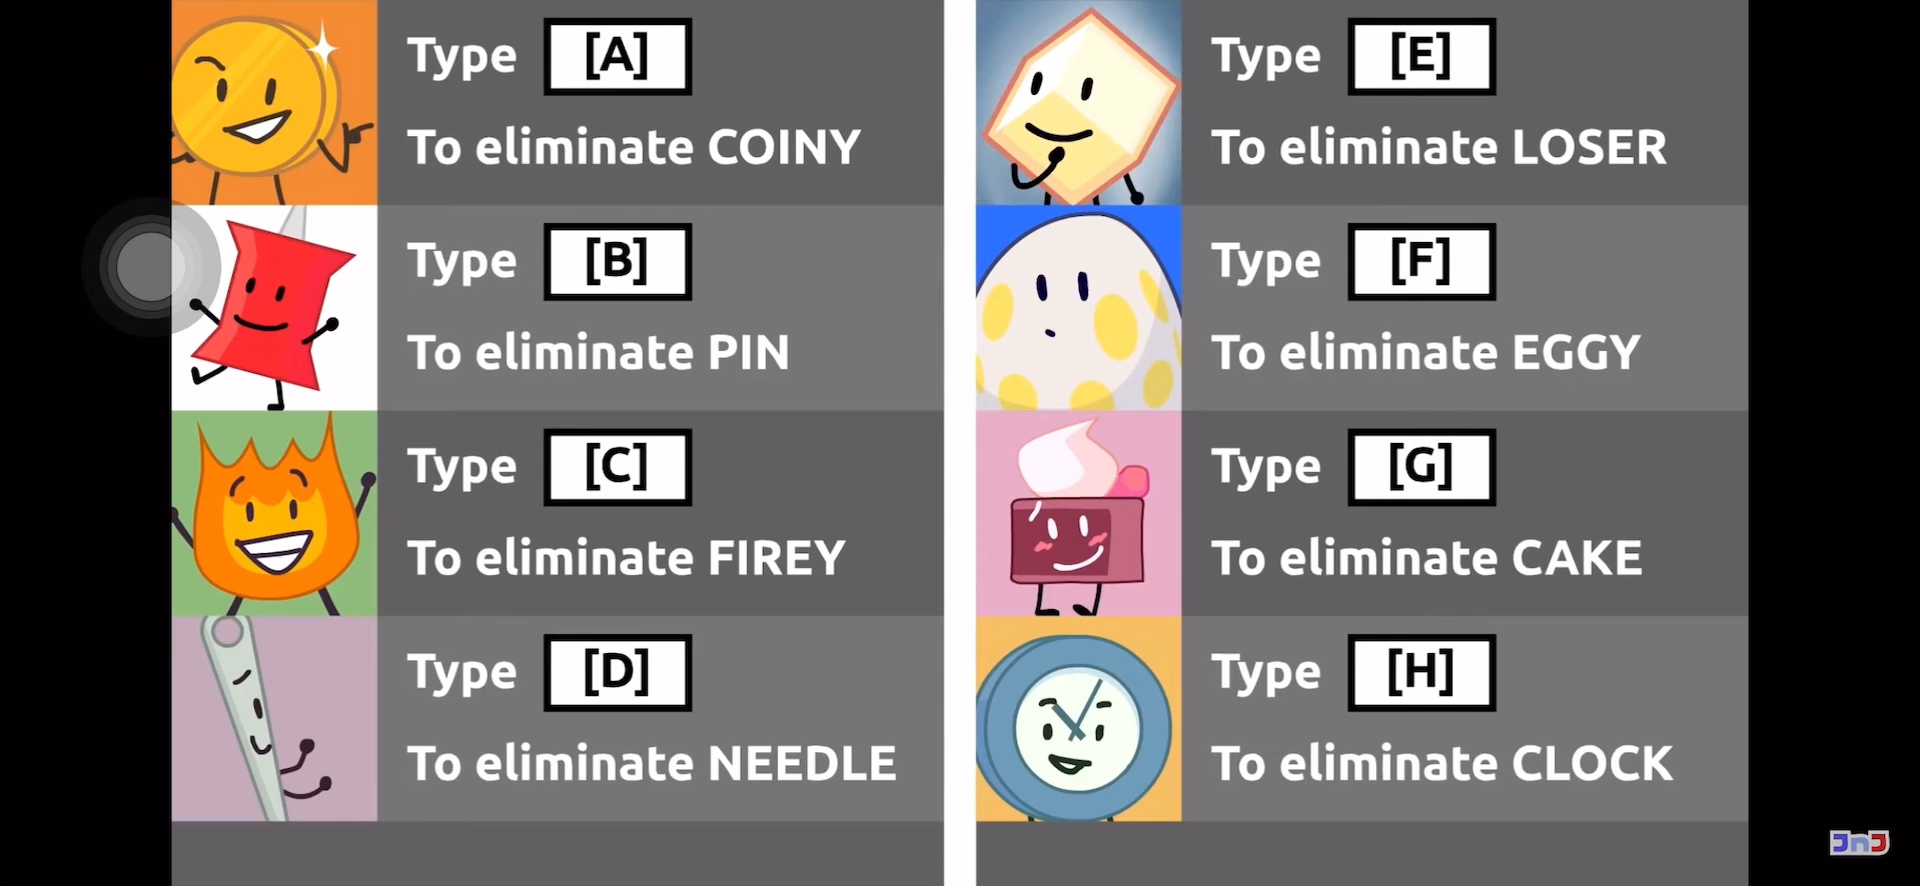 Type [A]
To eliminate COINY
Type [B]
To eliminate PIN
Type [C]
To eliminate FIREY
Type [D]
To eliminate NEEDLE
Type [E]
To eliminate LOSER
Type [F]
To eliminate EGGY
Type [G]
To eliminate CAKE
Type [H]
To eliminate CLOCK
JnJ